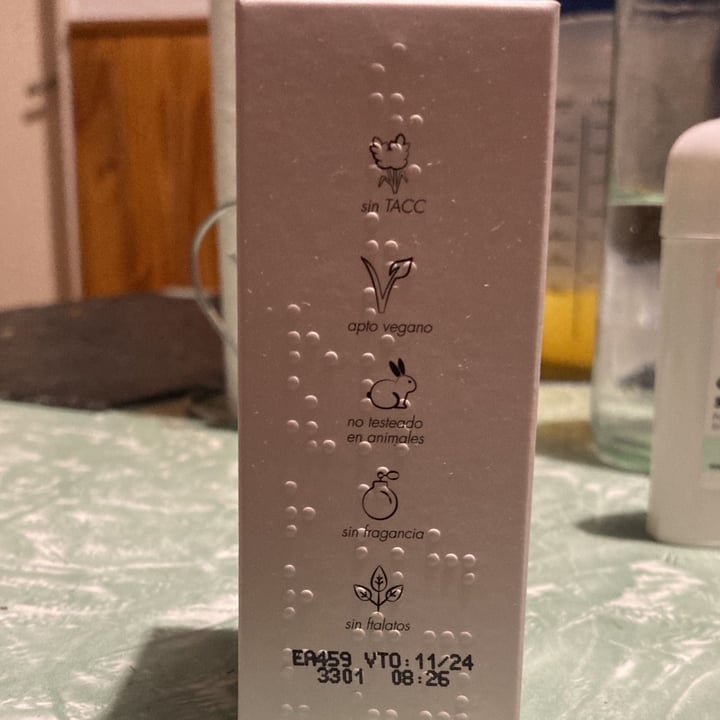 sin TACC
apto vegano
no testeado
en animales
sin fragancia
sin ftalatos
EA459 VTO:11/24
3301 08:26